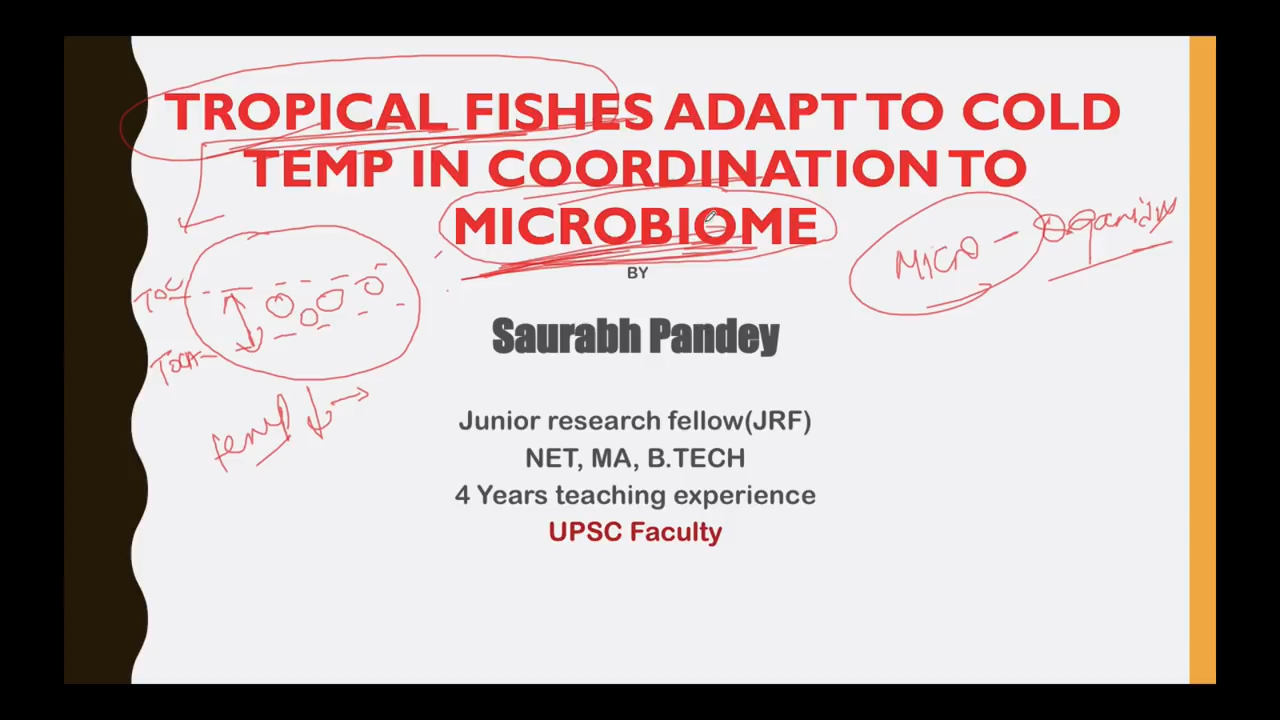 TROPICAL FISHES ADAPT TO COLD
TEMP IN COORDINATION TO
MICROBIOME
MICRO - Organism
BY
Saurabh Pandey
Junior research fellow(JRF)
temp
NET, MA, B.TECH
4 Years teaching experience
UPSC Faculty